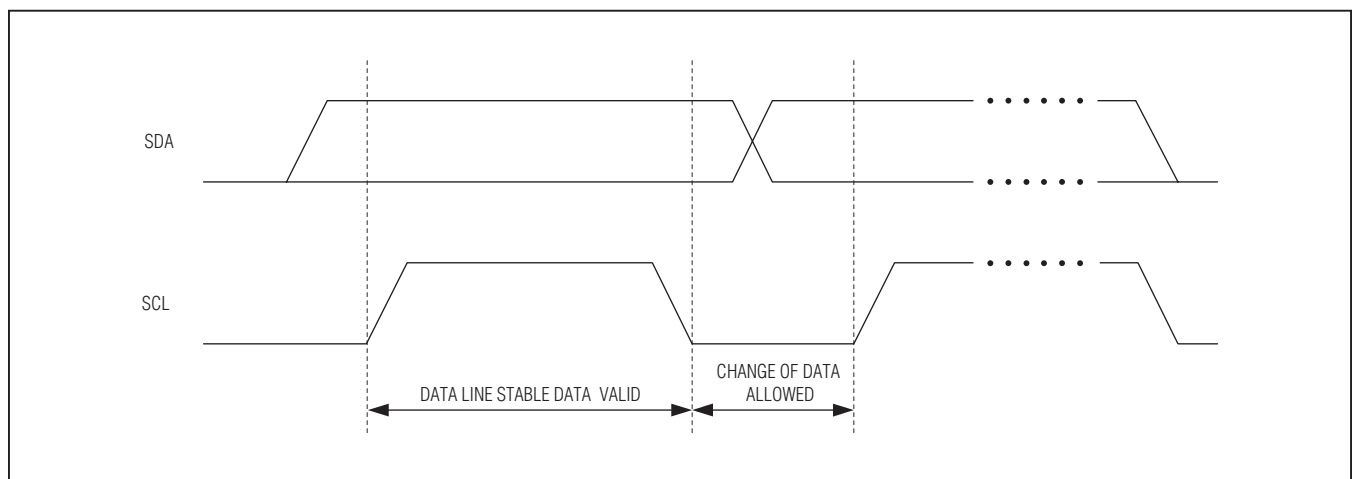 SDA
SCL
DATA LINE STABLE DATA VALID
CHANGE OF DATA
ALLOWED